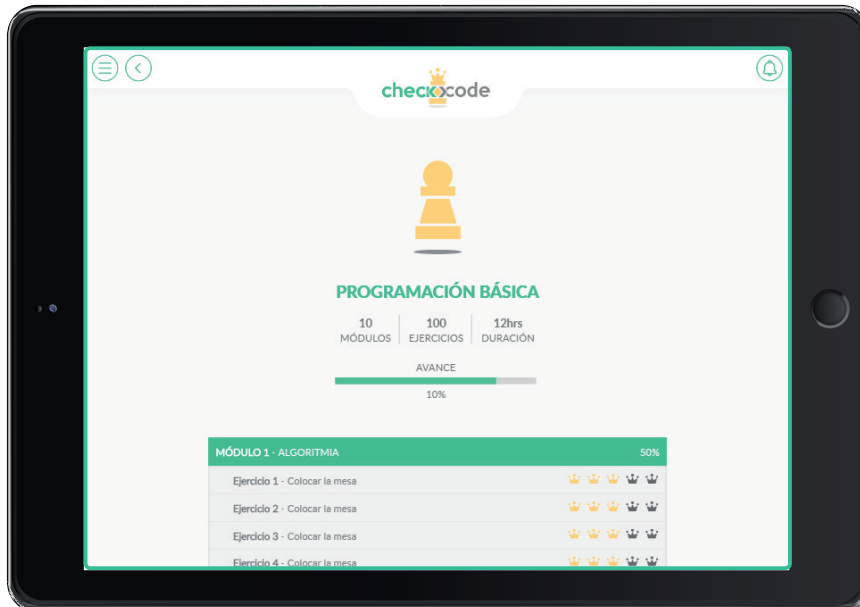 checkcode
PROGRAMACIÓN BÁSICA
10 100 12hrs
MÓDULOS EJERCICIOS DURACIÓN
AVANCE
10%
MÓDULO 1 - ALGORITMIA 50%
Ejercicio 1 - Colocar la mesa
Ejercicio 2 - Colocar la mesa
Ejercicio 3 - Colocar la mesa
Ejercicio 4 - Colocar la mesa